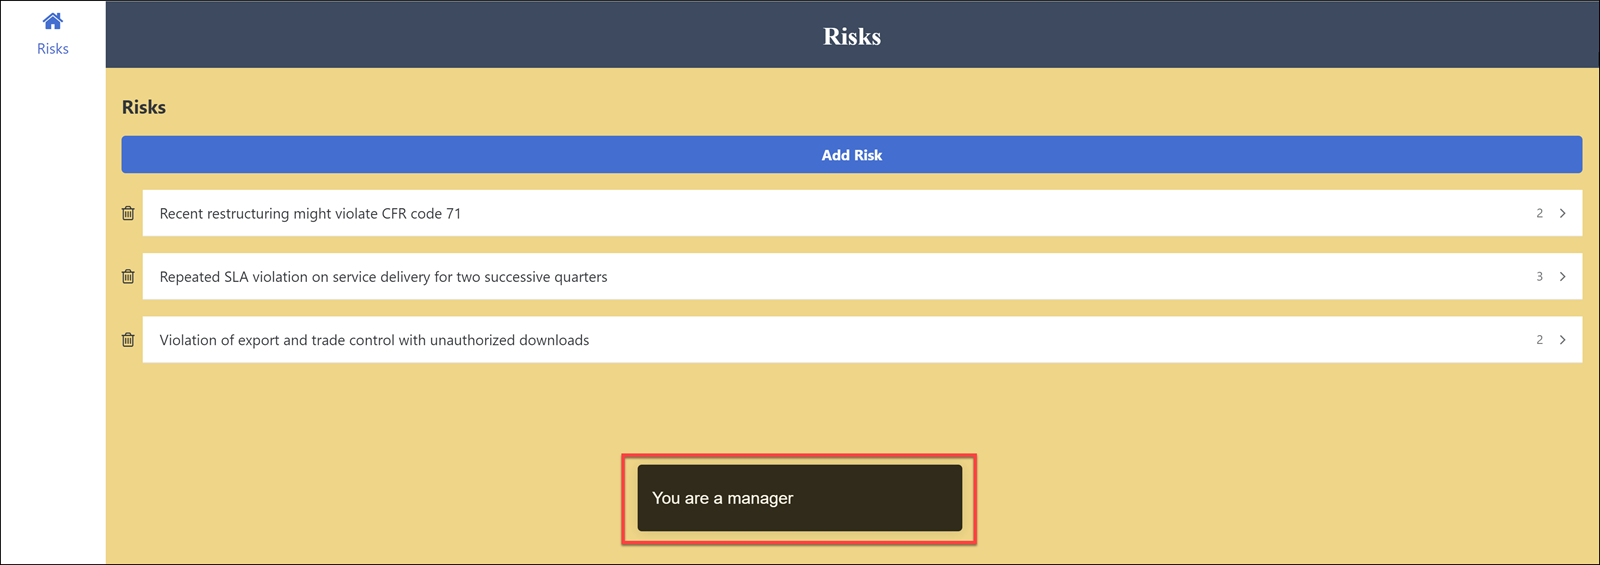 Risks
Risks
Risks
Add Risk
Recent restructuring might violate CFR code 71 2
Repeated SLA violation on service delivery for two successive quarters 3
Violation of export and trade control with unauthorized downloads 2
You are a manager